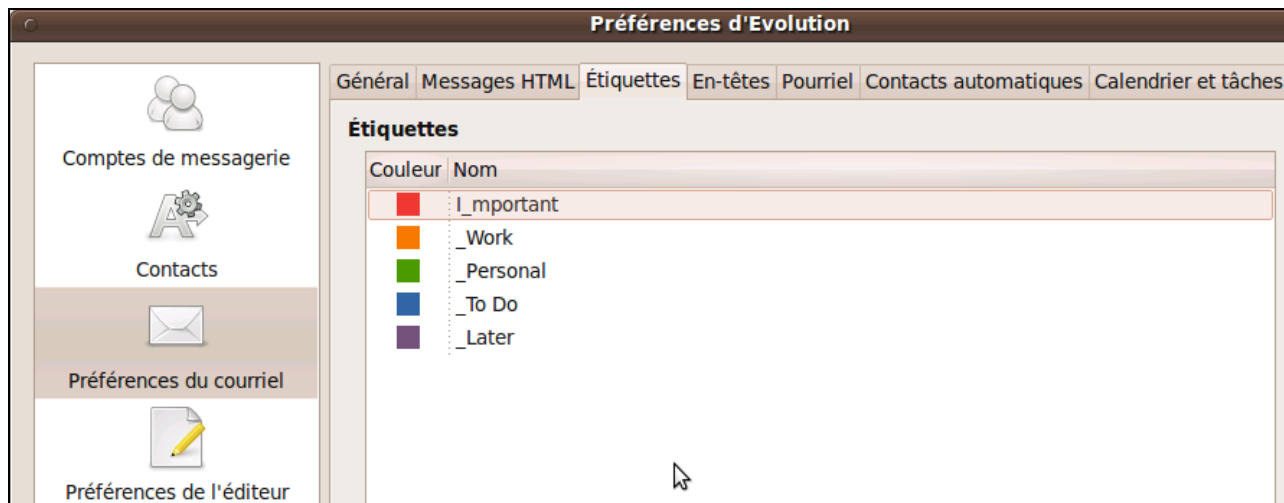 Préférences d'Evolution
Comptes de messagerie
Contacts
Préférences du courriel
Préférences de l'éditeur
Général Messages HTML Étiquettes En-têtes Pourriel Contacts automatiques Calendrier et tâches
Étiquettes
Couleur Nom
I_mportant
_Work
_Personal
_To Do
_Later